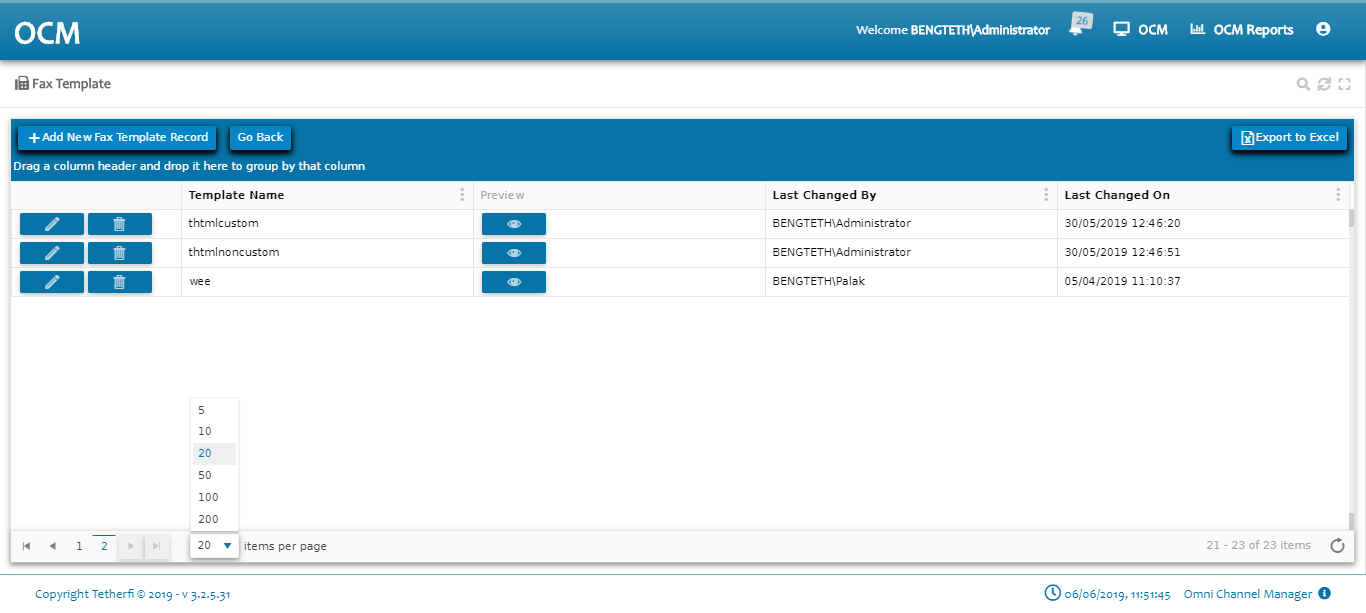 OCM
Welcome BENGTETH\Administrator 26 OCM OCM Reports
Fax Template
Add New Fax Template Record Go Back Export to Excel
Drag a column header and drop it here to group by that column
Template Name Preview Last Changed By Last Changed On
thtmlcustom BENGTETH\Administrator 30/05/2019 12:46:20
thtmlnoncustom BENGTETH\Administrator 30/05/2019 12:46:51
wee BENGTETH\Palak 05/04/2019 11:10:37
5
10
20
50
100
200
1 2 20 items per page 21 - 23 of 23 items
Copyright Tetherfi © 2019 - v 3.2.5.31 06/06/2019, 11:51:45 Omni Channel Manager